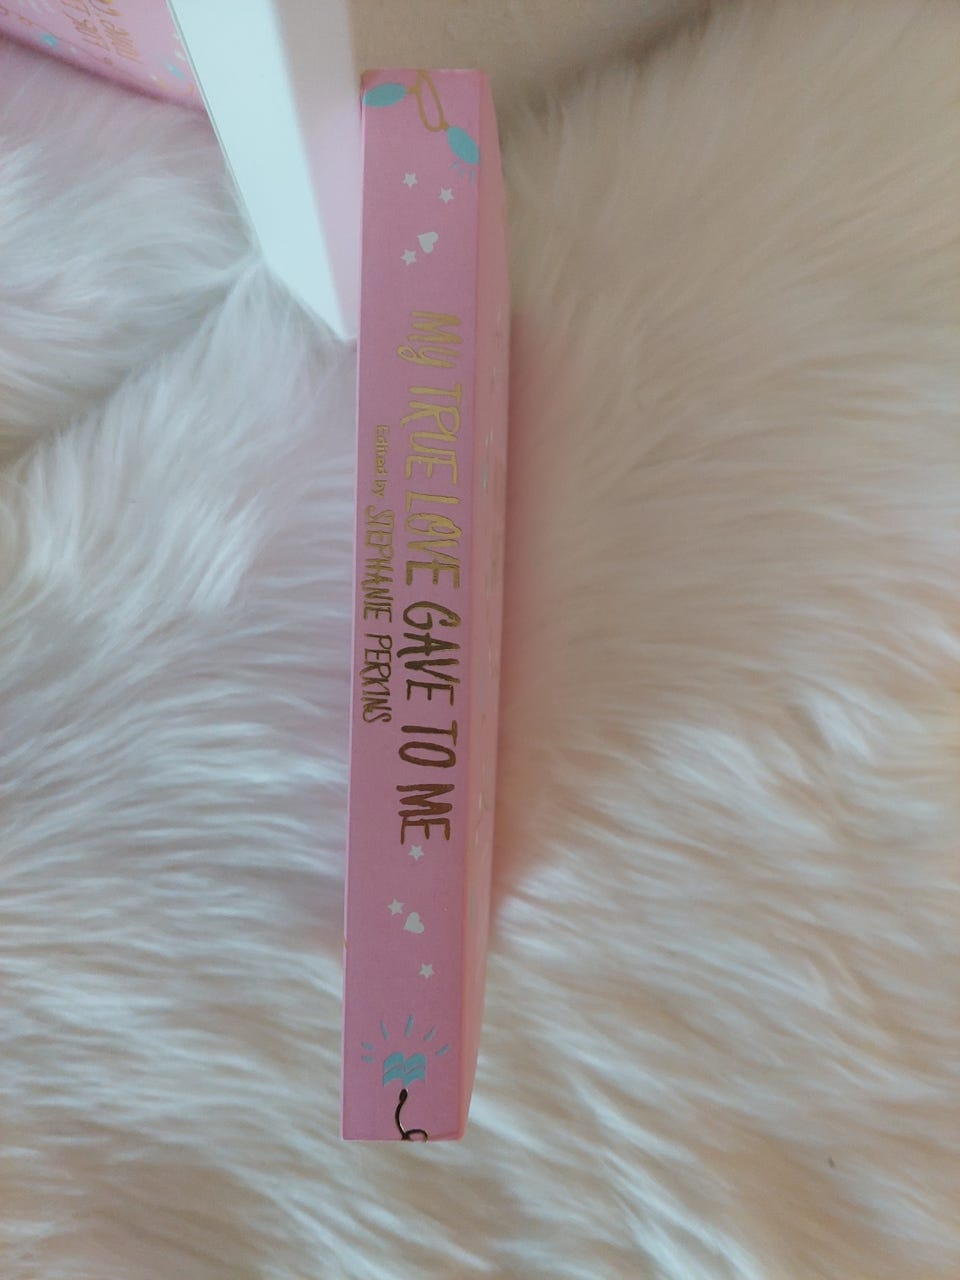 My TRUE LOVE GAVE TO ME
Edited by STEPHANIE PERKINS